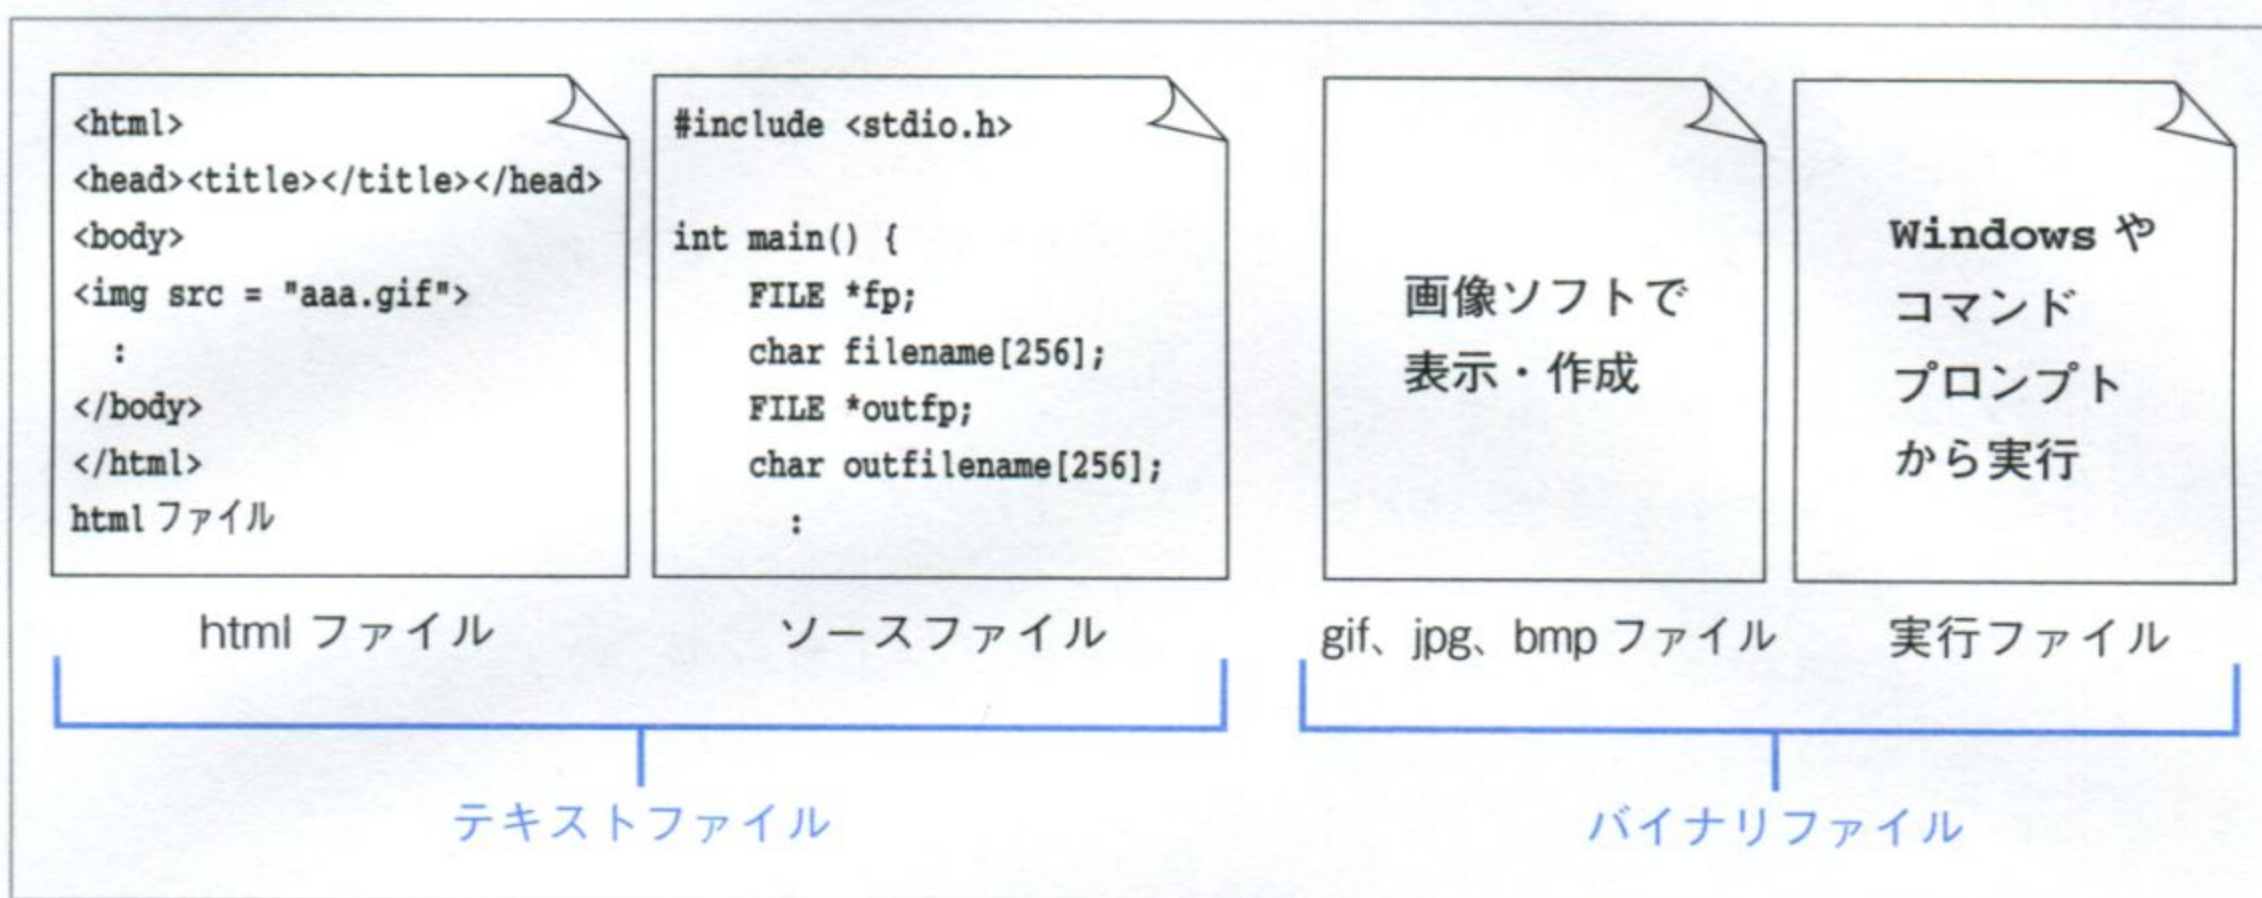 <html>
<head><title></title></head>
<body>
<img src = "aaa.gif">
:
</body>
</html>
html ファイル
#include <stdio.h>
int main() {
FILE *fp;
char filename[256];
FILE *outfp;
char outfilename[256];
:
画像ソフトで
表示・作成
Windows や
コマンド
プロンプト
から実行
html ファイル
ソースファイル
gif、jpg、bmp ファイル
実行ファイル
テキストファイル
バイナリファイル